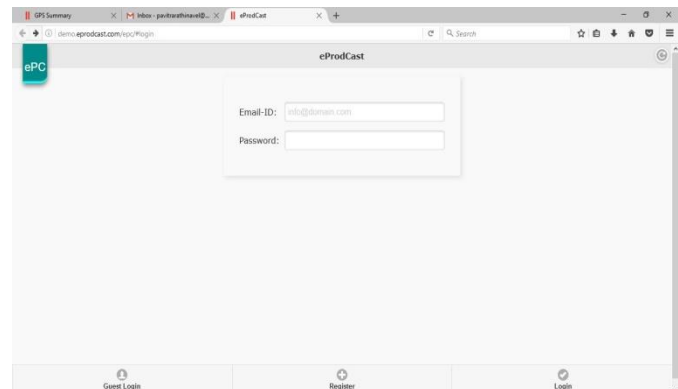 GPS Summary
Inbox - pavitrarathinavel@...
eProdCast
demo.eprodcast.com/epc/#login
Search
ePC
eProdCast
Email-ID: info@domain.com
Password:
Guest Login
Register
Login